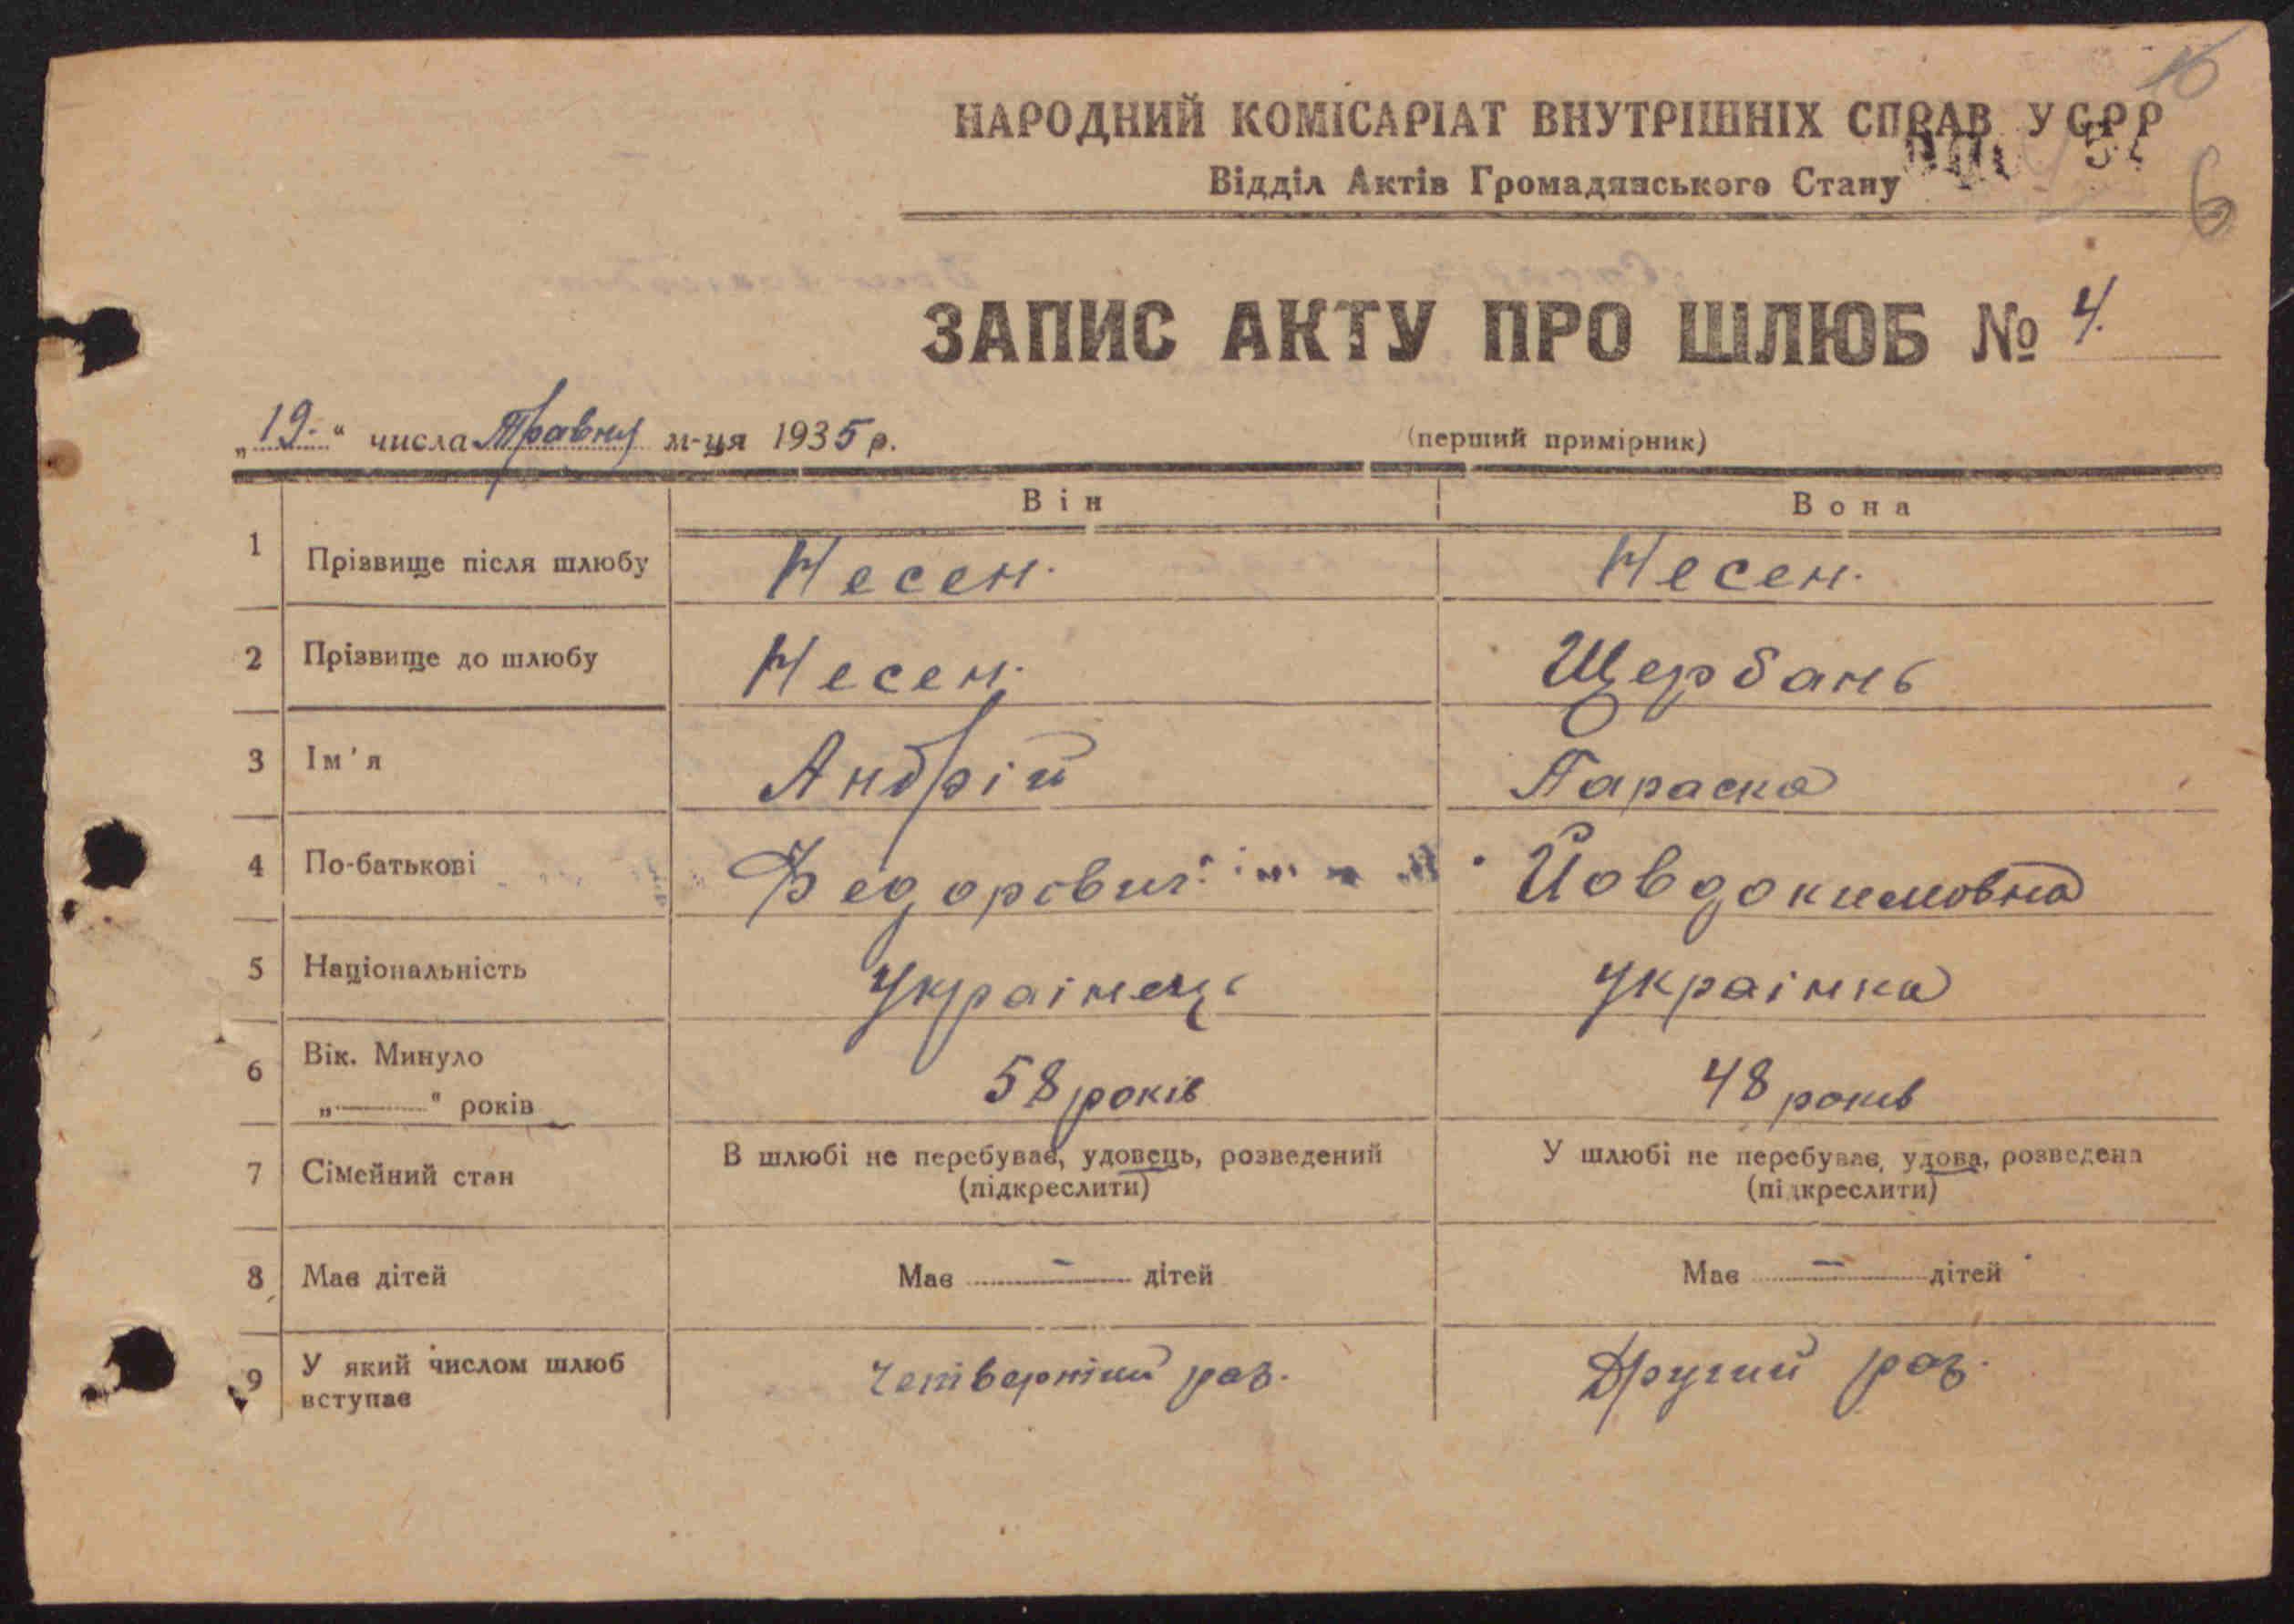 16
НАРОДНИЙ КОМІСАРІАТ ВНУТРІШНІХ СПРАВ УСРР
Відділ Актів Громадянського Стану
6
ЗАПИС АКТУ ПРО ШЛЮБ № 4.
„19.“ числа Травня м-ця 1935 р.
(перший примірник)
Він Вона
1 Прізвище після шлюбу Несен. Несен.
2 Прізвище до шлюбу Несен. Щербань
3 Ім'я Андрій Параска
4 По-батькові Федорович. Йовдокимовна
5 Національність Українець Українка
6 Вік. Минуло
„——“ років 58 років 48 років
7 Сімейний стан В шлюбі не перебуває, удовець, розведений У шлюбі не перебуває, удова, розведена
(підкреслити) (підкреслити)
8 Має дітей Має — дітей Має — дітей
9 У який числом шлюб
вступає Четвертий раз. Другий раз.